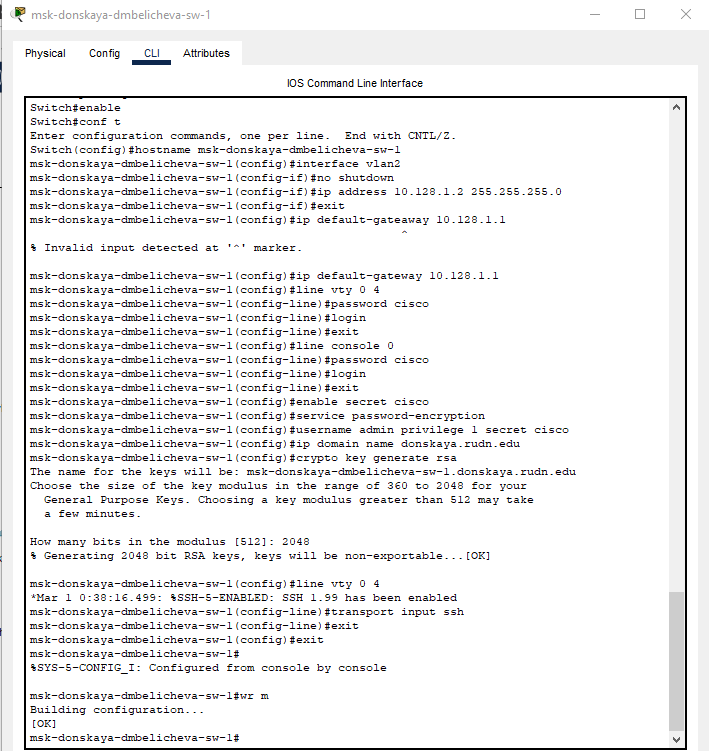 msk-donskaya-dmbelicheva-sw-1
Physical Config CLI Attributes
IOS Command Line Interface
Switch#enable
Switch#conf t
Enter configuration commands, one per line.  End with CNTL/Z.
Switch(config)#hostname msk-donskaya-dmbelicheva-sw-1
msk-donskaya-dmbelicheva-sw-1(config)#interface vlan2
msk-donskaya-dmbelicheva-sw-1(config-if)#no shutdown
msk-donskaya-dmbelicheva-sw-1(config-if)#ip address 10.128.1.2 255.255.255.0
msk-donskaya-dmbelicheva-sw-1(config-if)#exit
msk-donskaya-dmbelicheva-sw-1(config)#ip default-gateaway 10.128.1.1
^
% Invalid input detected at '^' marker.
msk-donskaya-dmbelicheva-sw-1(config)#ip default-gateway 10.128.1.1
msk-donskaya-dmbelicheva-sw-1(config)#line vty 0 4
msk-donskaya-dmbelicheva-sw-1(config-line)#password cisco
msk-donskaya-dmbelicheva-sw-1(config-line)#login
msk-donskaya-dmbelicheva-sw-1(config-line)#exit
msk-donskaya-dmbelicheva-sw-1(config)#line console 0
msk-donskaya-dmbelicheva-sw-1(config-line)#password cisco
msk-donskaya-dmbelicheva-sw-1(config-line)#login
msk-donskaya-dmbelicheva-sw-1(config-line)#exit
msk-donskaya-dmbelicheva-sw-1(config)#enable secret cisco
msk-donskaya-dmbelicheva-sw-1(config)#service password-encryption
msk-donskaya-dmbelicheva-sw-1(config)#username admin privilege 1 secret cisco
msk-donskaya-dmbelicheva-sw-1(config)#ip domain name donskaya.rudn.edu
msk-donskaya-dmbelicheva-sw-1(config)#crypto key generate rsa
The name for the keys will be: msk-donskaya-dmbelicheva-sw-1.donskaya.rudn.edu
Choose the size of the key modulus in the range of 360 to 2048 for your
General Purpose Keys. Choosing a key modulus greater than 512 may take
a few minutes.
How many bits in the modulus [512]: 2048
% Generating 2048 bit RSA keys, keys will be non-exportable...[OK]
msk-donskaya-dmbelicheva-sw-1(config)#line vty 0 4
*Mar 1 0:38:16.499: %SSH-5-ENABLED: SSH 1.99 has been enabled
msk-donskaya-dmbelicheva-sw-1(config-line)#transport input ssh
msk-donskaya-dmbelicheva-sw-1(config-line)#exit
msk-donskaya-dmbelicheva-sw-1(config)#exit
msk-donskaya-dmbelicheva-sw-1#
%SYS-5-CONFIG_I: Configured from console by console
msk-donskaya-dmbelicheva-sw-1#wr m
Building configuration...
[OK]
msk-donskaya-dmbelicheva-sw-1#